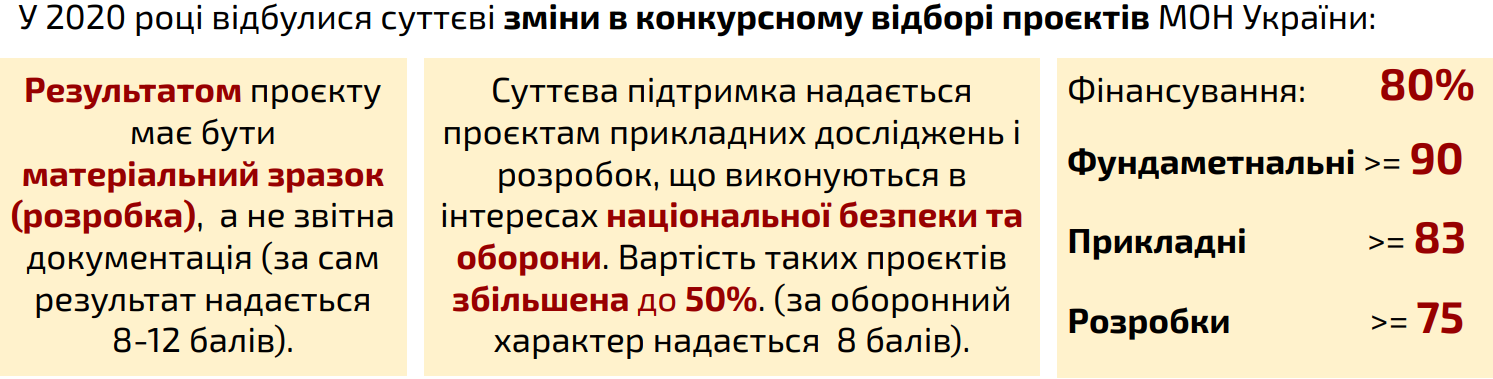 У 2020 році відбулися суттєві зміни в конкурсному відборі проєктів МОН України:
Результатом проєкту
має бути
матеріальний зразок
(розробка), а не звітна
документація (за сам
результат надається
8-12 балів).
Суттєва підтримка надається
проєктам прикладних досліджень і
розробок, що виконуються в
інтересах національної безпеки та
оборони. Вартість таких проєктів
збільшена до 50%. (за оборонний
характер надається 8 балів).
Фінансування: 80%
Фундаметнальні >= 90
Прикладні >= 83
Розробки >= 75